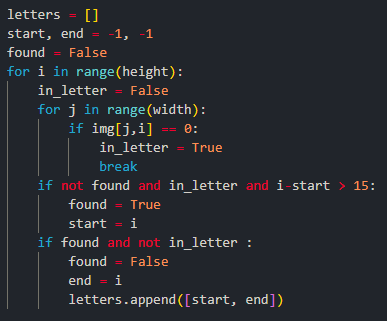 letters = []
start, end = -1, -1
found = False
for i in range(height):
    in_letter = False
    for j in range(width):
        if img[j,i] == 0:
            in_letter = True
            break
    if not found and in_letter and i-start > 15:
        found = True
        start = i
    if found and not in_letter :
        found = False
        end = i
        letters.append([start, end])